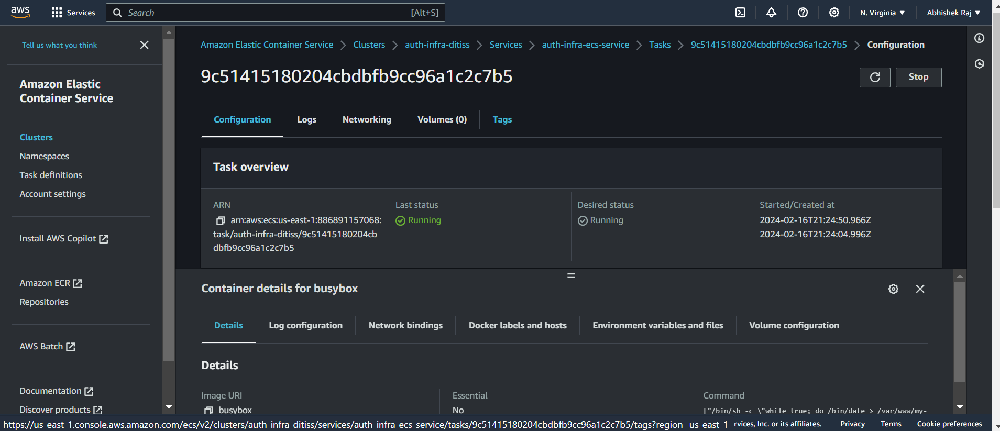 aws Services Search [Alt+S] N. Virginia Abhishek Raj
Tell us what you think
Amazon Elastic
Container Service
Clusters
Namespaces
Task definitions
Account settings
Install AWS Copilot
Amazon ECR
Repositories
AWS Batch
Documentation
Discover products
Amazon Elastic Container Service Clusters auth-infra-ditiss Services auth-infra-ecs-service Tasks 9c51415180204cbdbfb9cc96a1c2c7b5 Configuration
9c51415180204cbdbfb9cc96a1c2c7b5
Stop
Configuration Logs Networking Volumes (0) Tags
Task overview
ARN
arn:aws:ecs:us-east-1:886891157068:
task/auth-infra-ditiss/9c51415180204cb
dbfb9cc96a1c2c7b5
Last status
Running
Desired status
Running
Started/Created at
2024-02-16T21:24:50.966Z
2024-02-16T21:24:04.996Z
Container details for busybox
Details Log configuration Network bindings Docker labels and hosts Environment variables and files Volume configuration
Details
Image URI
busybox
Essential
No
Command
["/bin/sh -c \"while true; do /bin/date > /var/www/my-
https://us-east-1.console.aws.amazon.com/ecs/v2/clusters/auth-infra-ditiss/services/auth-infra-ecs-service/tasks/9c51415180204cbdbfb9cc96a1c2c7b5/tags?region=us-east-1 rvices, Inc. or its affiliates. Privacy Terms Cookie preferences